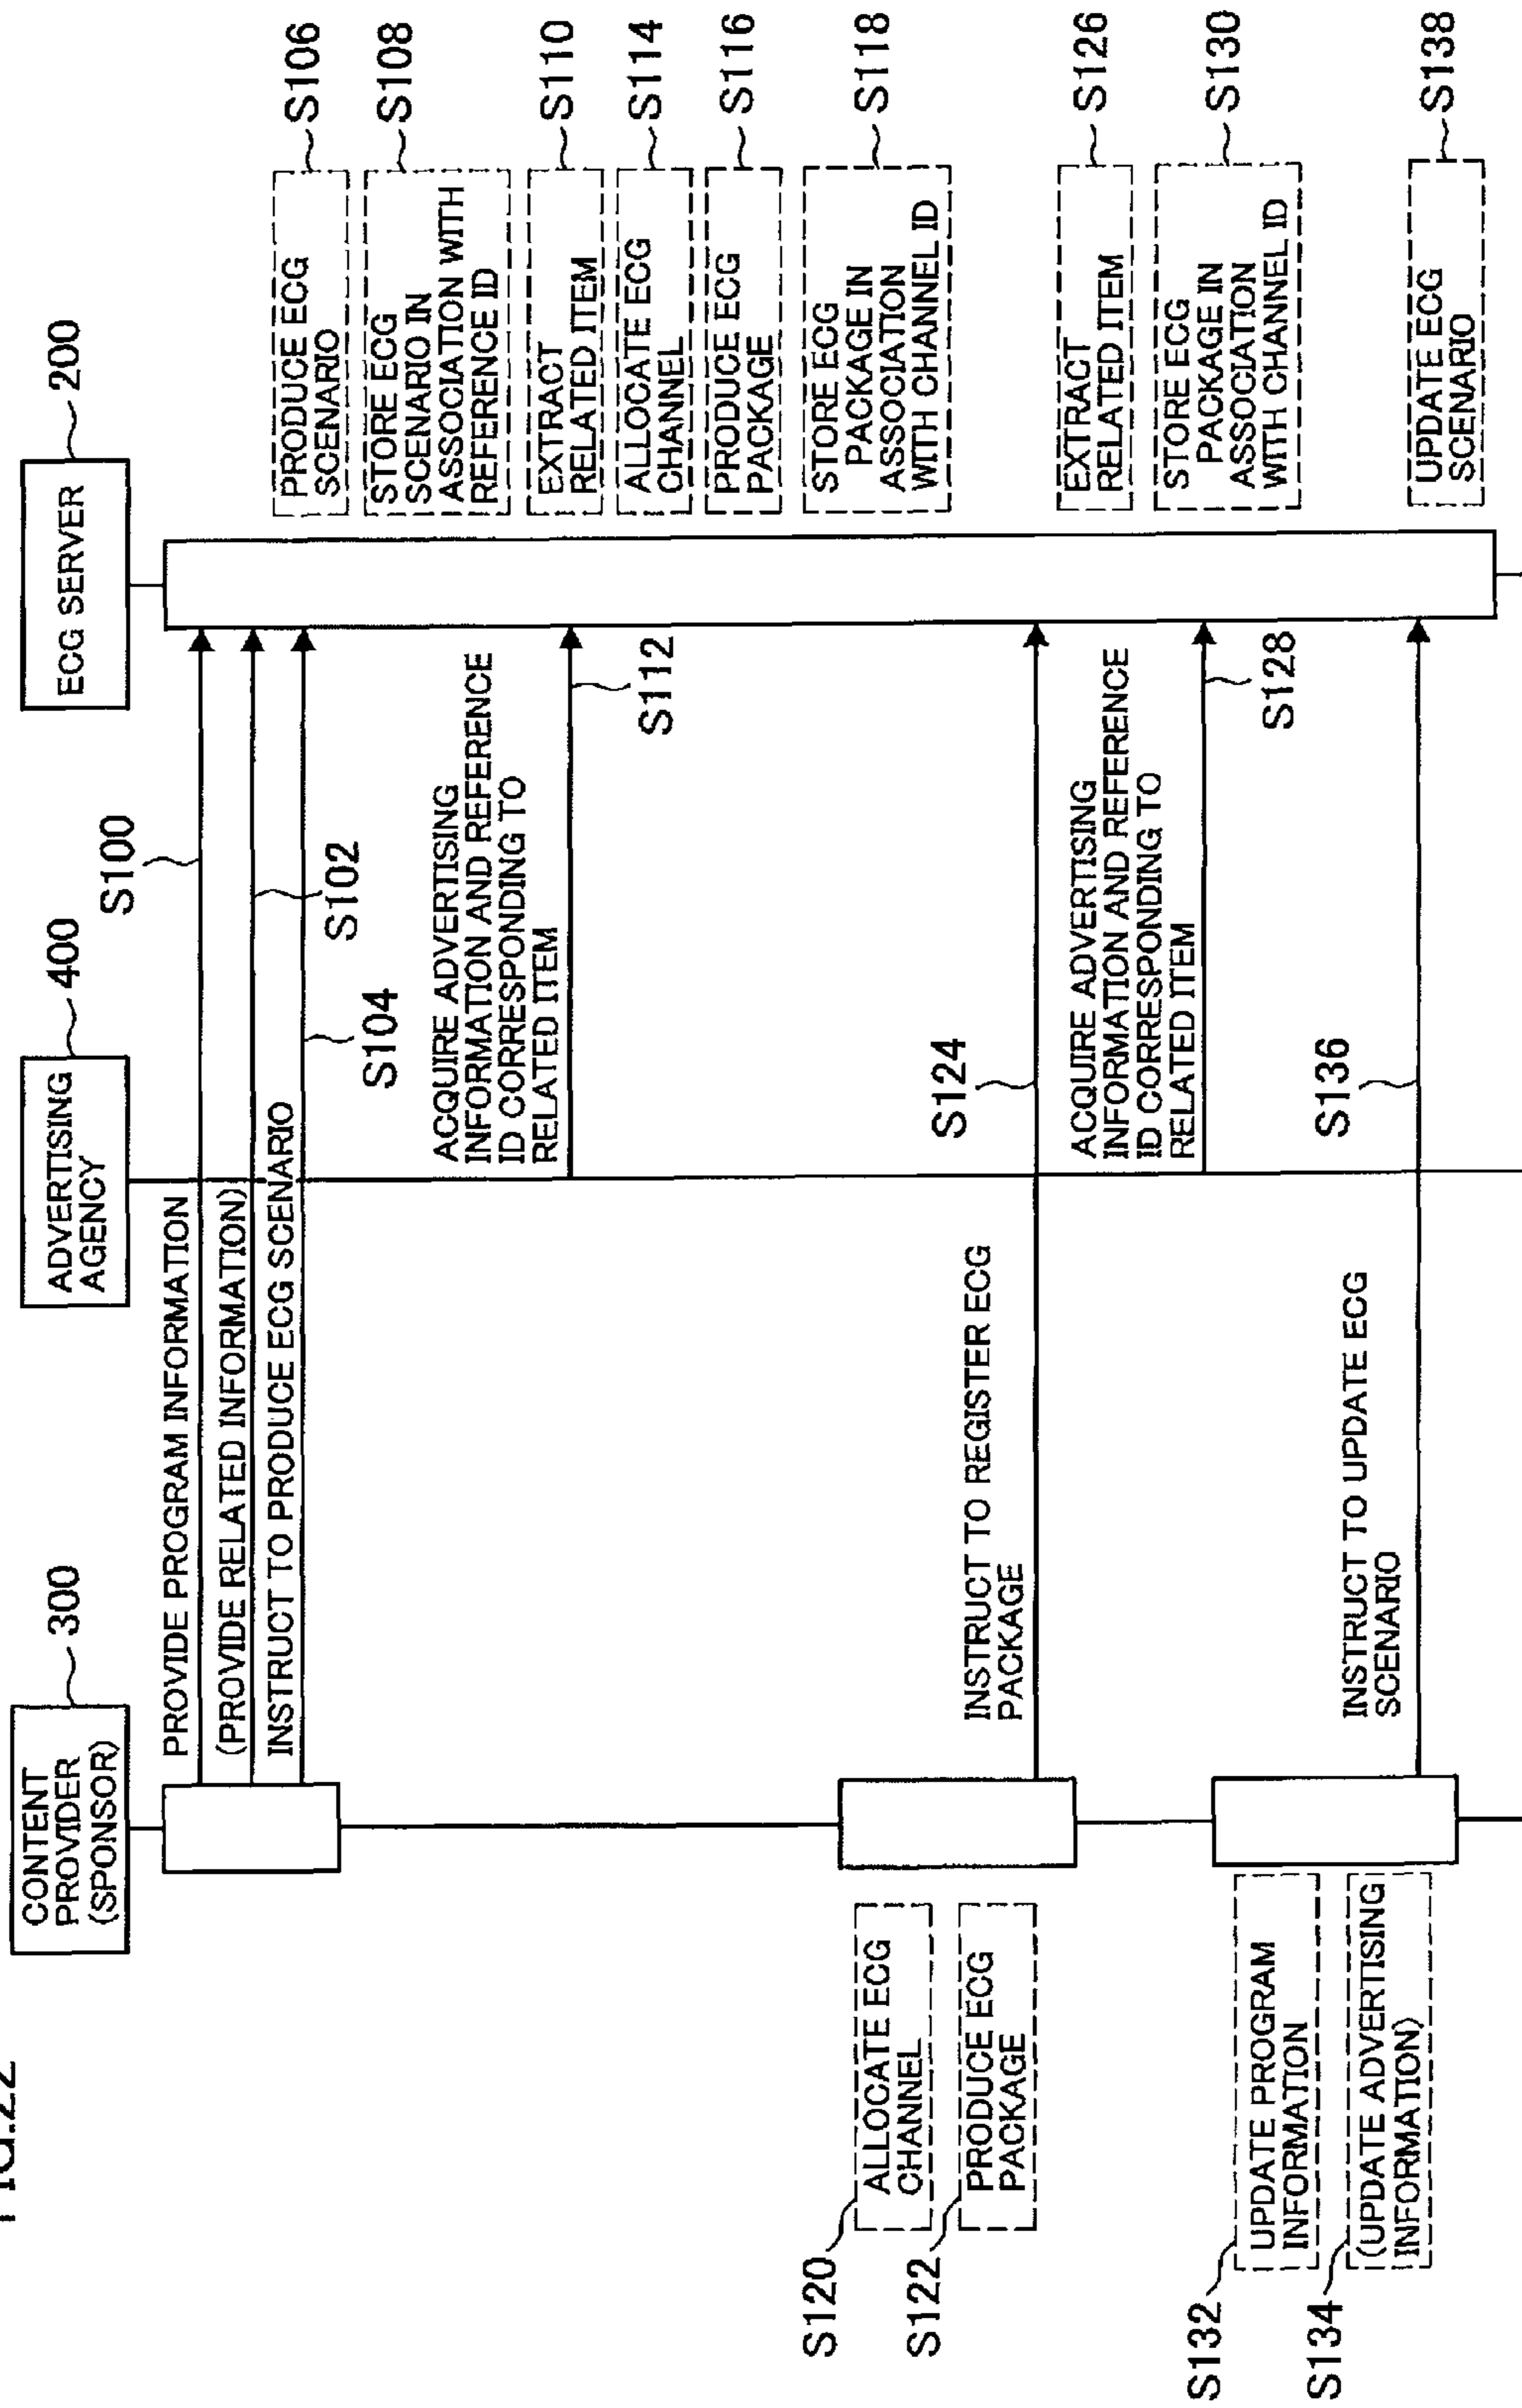 FIG.22
CONTENT
PROVIDER
(SPONSOR)
300
ADVERTISING
AGENCY
400
ECG SERVER
200
PROVIDE PROGRAM INFORMATION
S100
(PROVIDE RELATED INFORMATION)
S102
INSTRUCT TO PRODUCE ECG SCENARIO
S104
PRODUCE ECG
SCENARIO
S106
STORE ECG
SCENARIO IN
ASSOCIATION WITH
REFERENCE ID
S108
EXTRACT
RELATED ITEM
S110
ACQUIRE ADVERTISING
INFORMATION AND REFERENCE
ID CORRESPONDING TO
RELATED ITEM
S112
ALLOCATE ECG
CHANNEL
S114
PRODUCE ECG
PACKAGE
S116
STORE ECG
PACKAGE IN
ASSOCIATION
WITH CHANNEL ID
S118
S120
ALLOCATE ECG
CHANNEL
S122
PRODUCE ECG
PACKAGE
INSTRUCT TO REGISTER ECG
PACKAGE
S124
EXTRACT
RELATED ITEM
S126
ACQUIRE ADVERTISING
INFORMATION AND REFERENCE
ID CORRESPONDING TO
RELATED ITEM
S128
STORE ECG
PACKAGE IN
ASSOCIATION
WITH CHANNEL ID
S130
S132
UPDATE PROGRAM
INFORMATION
S134
(UPDATE ADVERTISING
INFORMATION)
INSTRUCT TO UPDATE ECG
SCENARIO
S136
UPDATE ECG
SCENARIO
S138